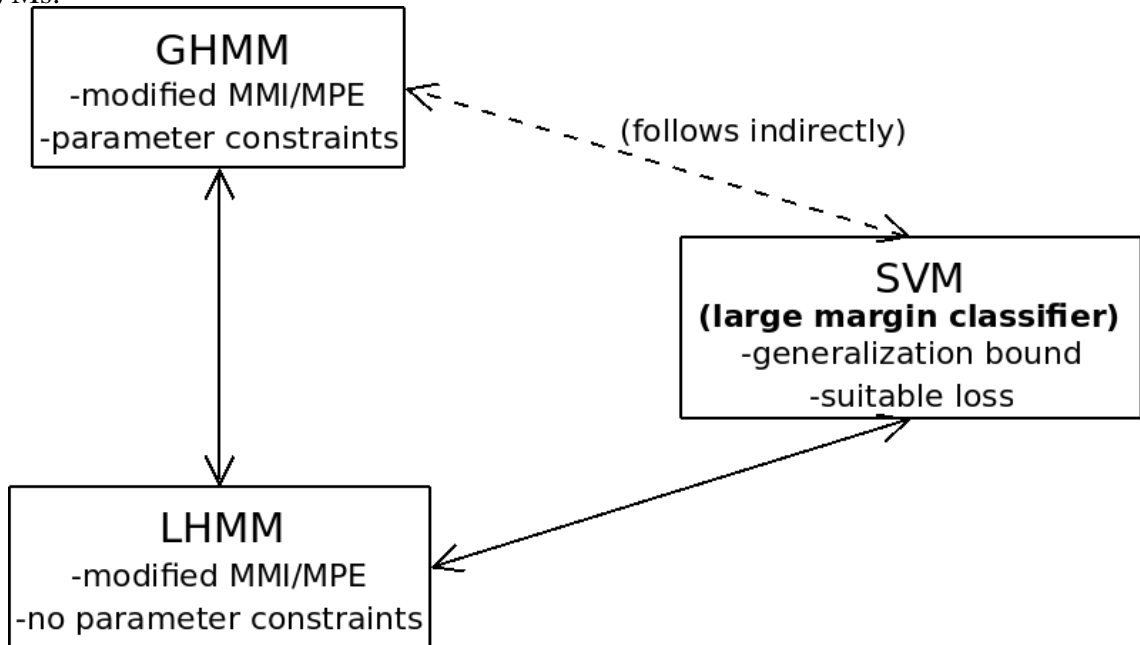 GHMM
-modified MMI/MPE
-parameter constraints
(follows indirectly)
SVM
(large margin classifier)
-generalization bound
-suitable loss
LHMM
-modified MMI/MPE
-no parameter constraints